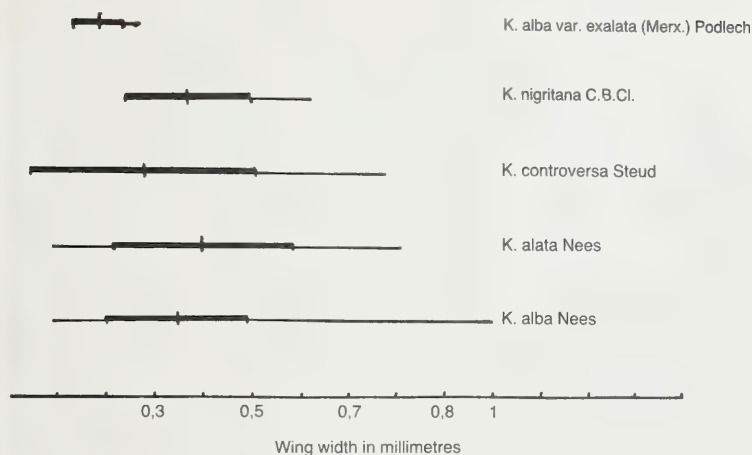 K. alba var. exalata (Merx.) Podlech
K. nigritana C.B.Cl.
K. controversa Steud
K. alata Nees
K. alba Nees
0,3 0,5 0,7 0,8 1
Wing width in millimetres